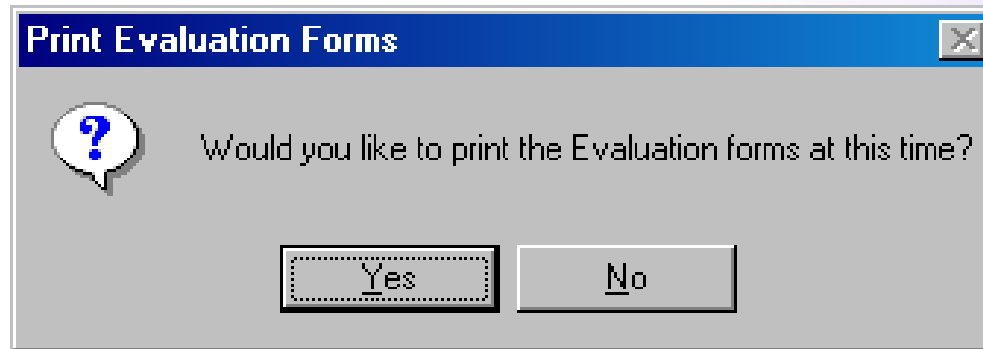 Print Evaluation Forms
Would you like to print the Evaluation forms at this time?
Yes No